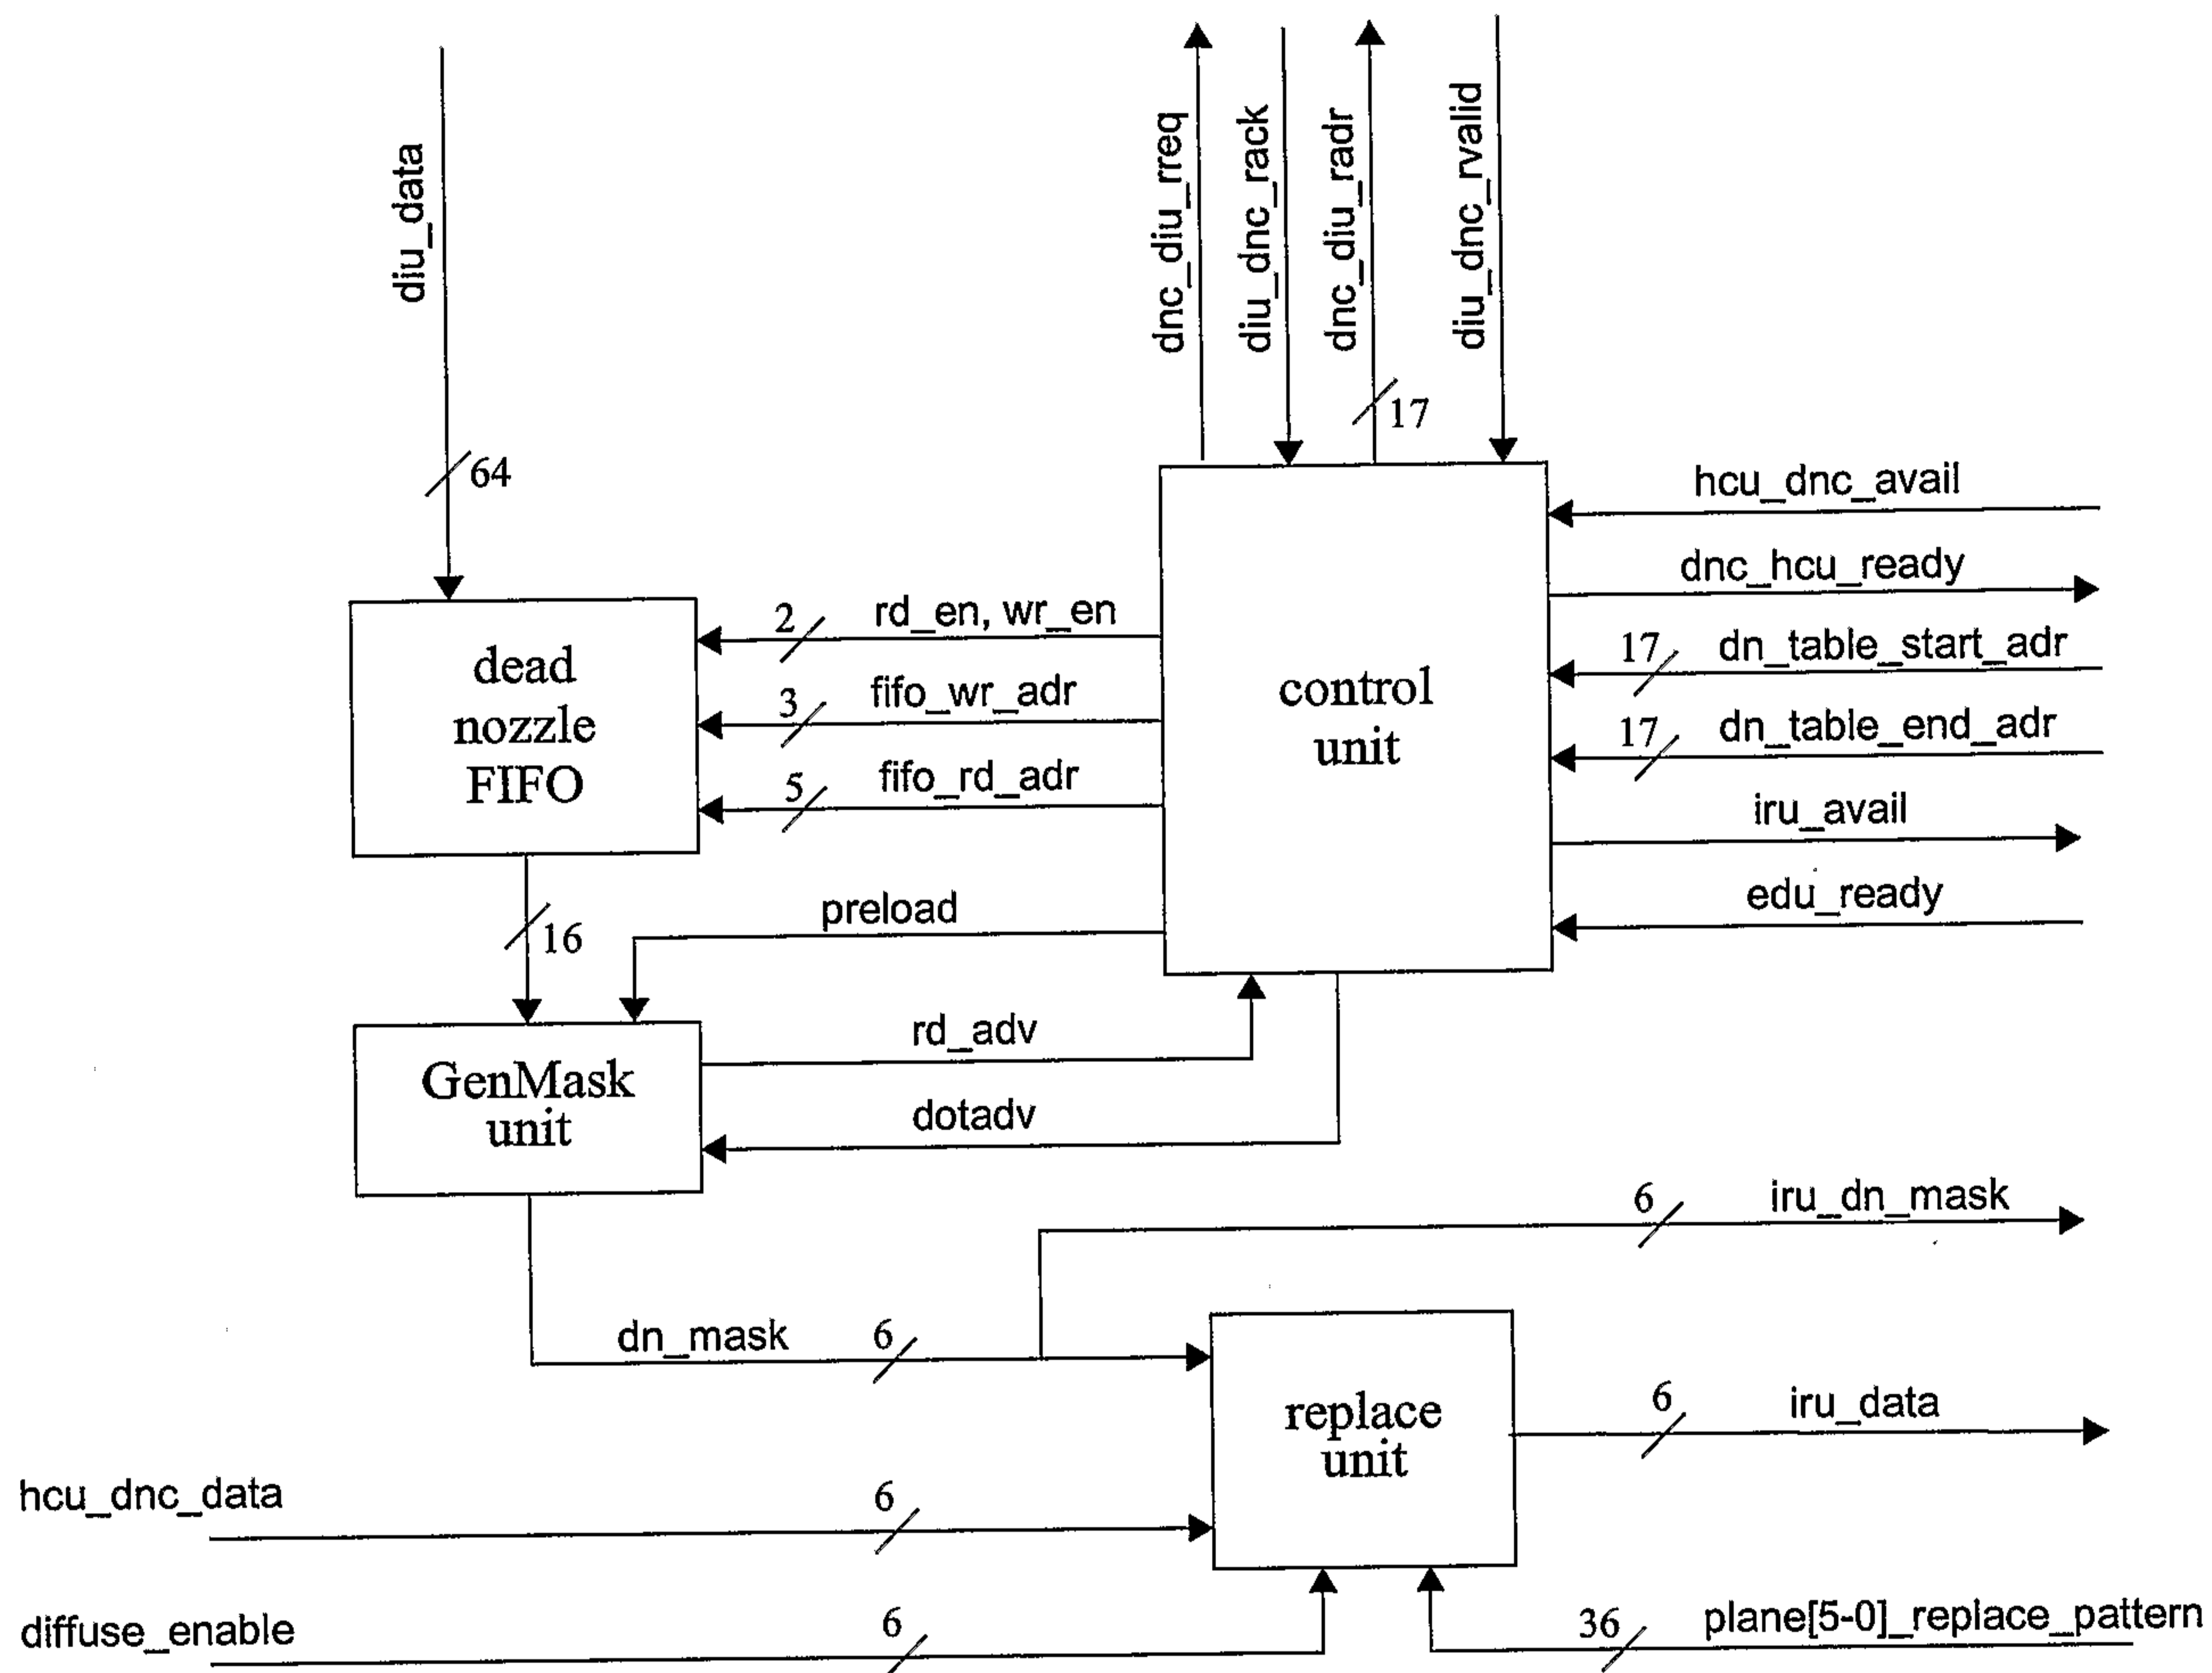 diu_data
dnc_diu_rreq
diu_dnc_rack
dnc_diu_radr
diu_dnc_rvalid
64
17
hcu_dnc_avail
dnc_hcu_ready
17
dn_table_start_adr
17
dn_table_end_adr
iru_avail
edu_ready
control
unit
2
rd_en, wr_en
3
fifo_wr_adr
5
fifo_rd_adr
dead
nozzle
FIFO
16
preload
rd_adv
dotadv
GenMask
unit
6
iru_dn_mask
dn_mask
6
replace
unit
6
iru_data
hcu_dnc_data
6
diffuse_enable
6
36
plane[5-0]_replace_pattern